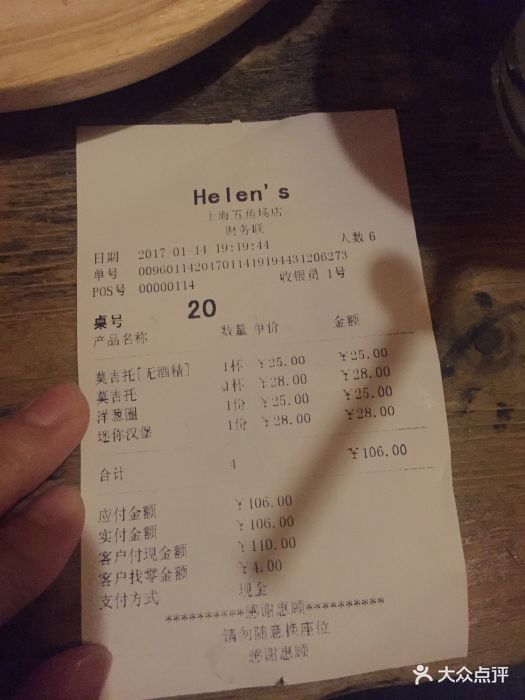 Helen's
上海五角场店
财务联
日期 2017-01-14 19:19:44 人数 6
单号 00960114201701141919443120​6273
POS号 00000114 收银员 1号
桌号 20
产品名称 数量 单价 金额
莫吉托[无酒精] 1杯 ￥25.00 ￥25.00
莫吉托 1杯 ￥28.00 ￥28.00
洋葱圈 1份 ￥25.00 ￥25.00
迷你汉堡 1份 ￥28.00 ￥28.00
合计 4 ￥106.00
应付金额 ￥106.00
实付金额 ￥106.00
客户付现金额 ￥110.00
客户找零金额 ￥4.00
支付方式 现金
**********感谢惠顾**********
请勿随意换座位
感谢惠顾
大众点评